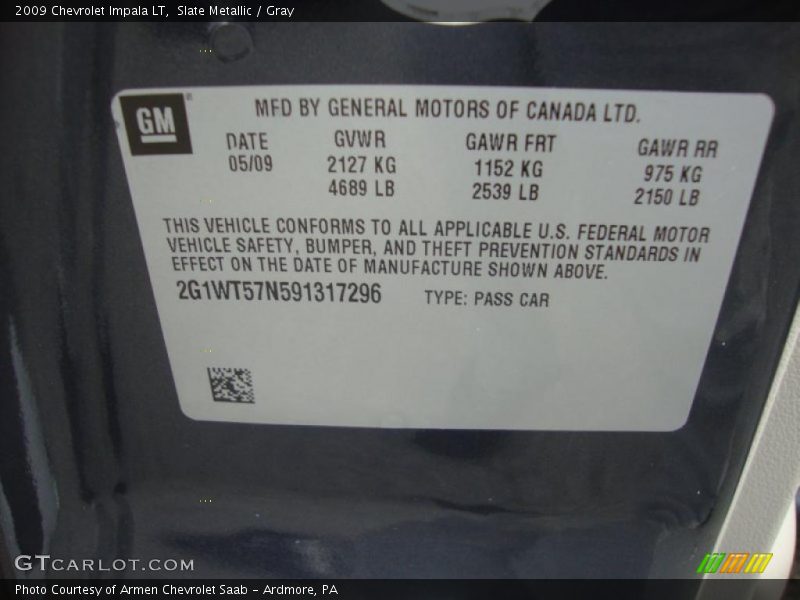 2009 Chevrolet Impala LT,  Slate Metallic / Gray
GM
MFD BY GENERAL MOTORS OF CANADA LTD.
DATE GVWR GAWR FRT GAWR RR
05/09 2127 KG 1152 KG 975 KG
4689 LB 2539 LB 2150 LB
THIS VEHICLE CONFORMS TO ALL APPLICABLE U.S. FEDERAL MOTOR
VEHICLE SAFETY, BUMPER, AND THEFT PREVENTION STANDARDS IN
EFFECT ON THE DATE OF MANUFACTURE SHOWN ABOVE.
2G1WT57N591317296 TYPE: PASS CAR
GTCARLOT.COM
Photo Courtesy of Armen Chevrolet Saab - Ardmore, PA